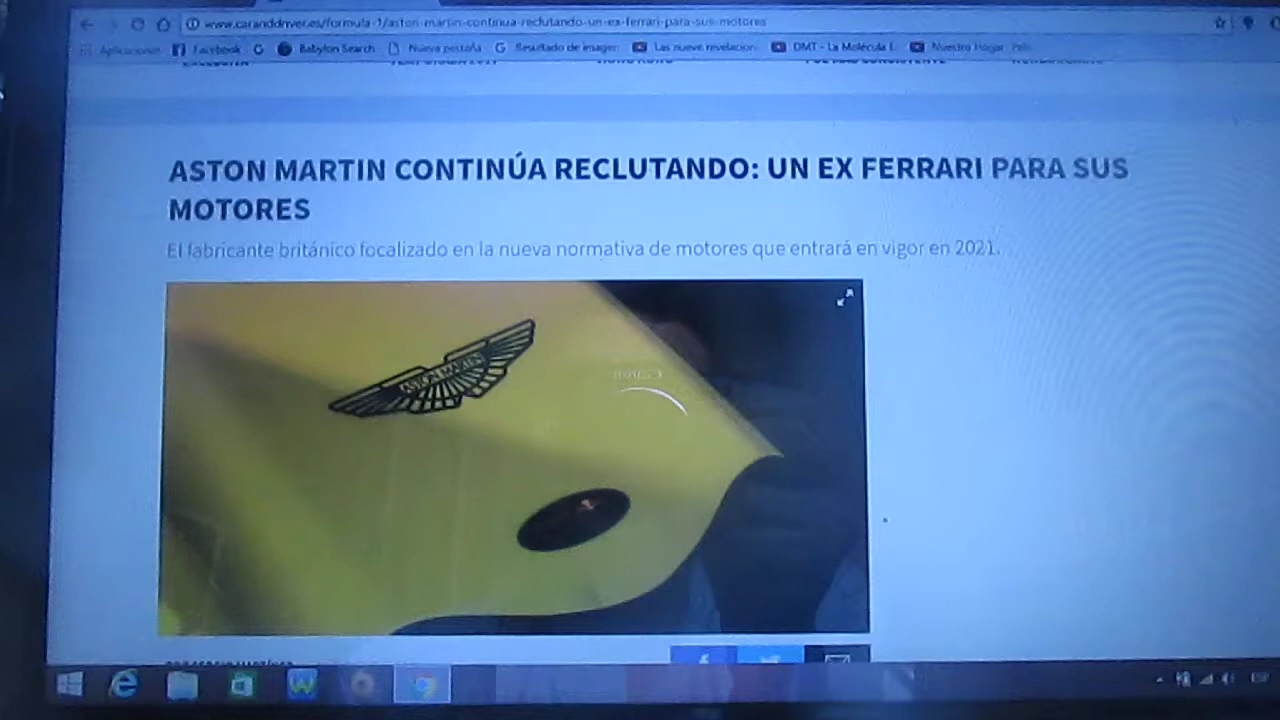 www.caranddriver.es/formula-1/aston-martin-continua-reclutando-un-ex-ferrari-para-sus-motores
Aplicaciones Facebook G Babylon Search Nueva pestaña Resultado de imagen Las nueve revelacion DMT - La Molécula Nuestro Hogar
ASTON MARTIN CONTINÚA RECLUTANDO: UN EX FERRARI PARA SUS
MOTORES
El fabricante británico focalizado en la nueva normativa de motores que entrará en vigor en 2021.
ASTON MARTIN